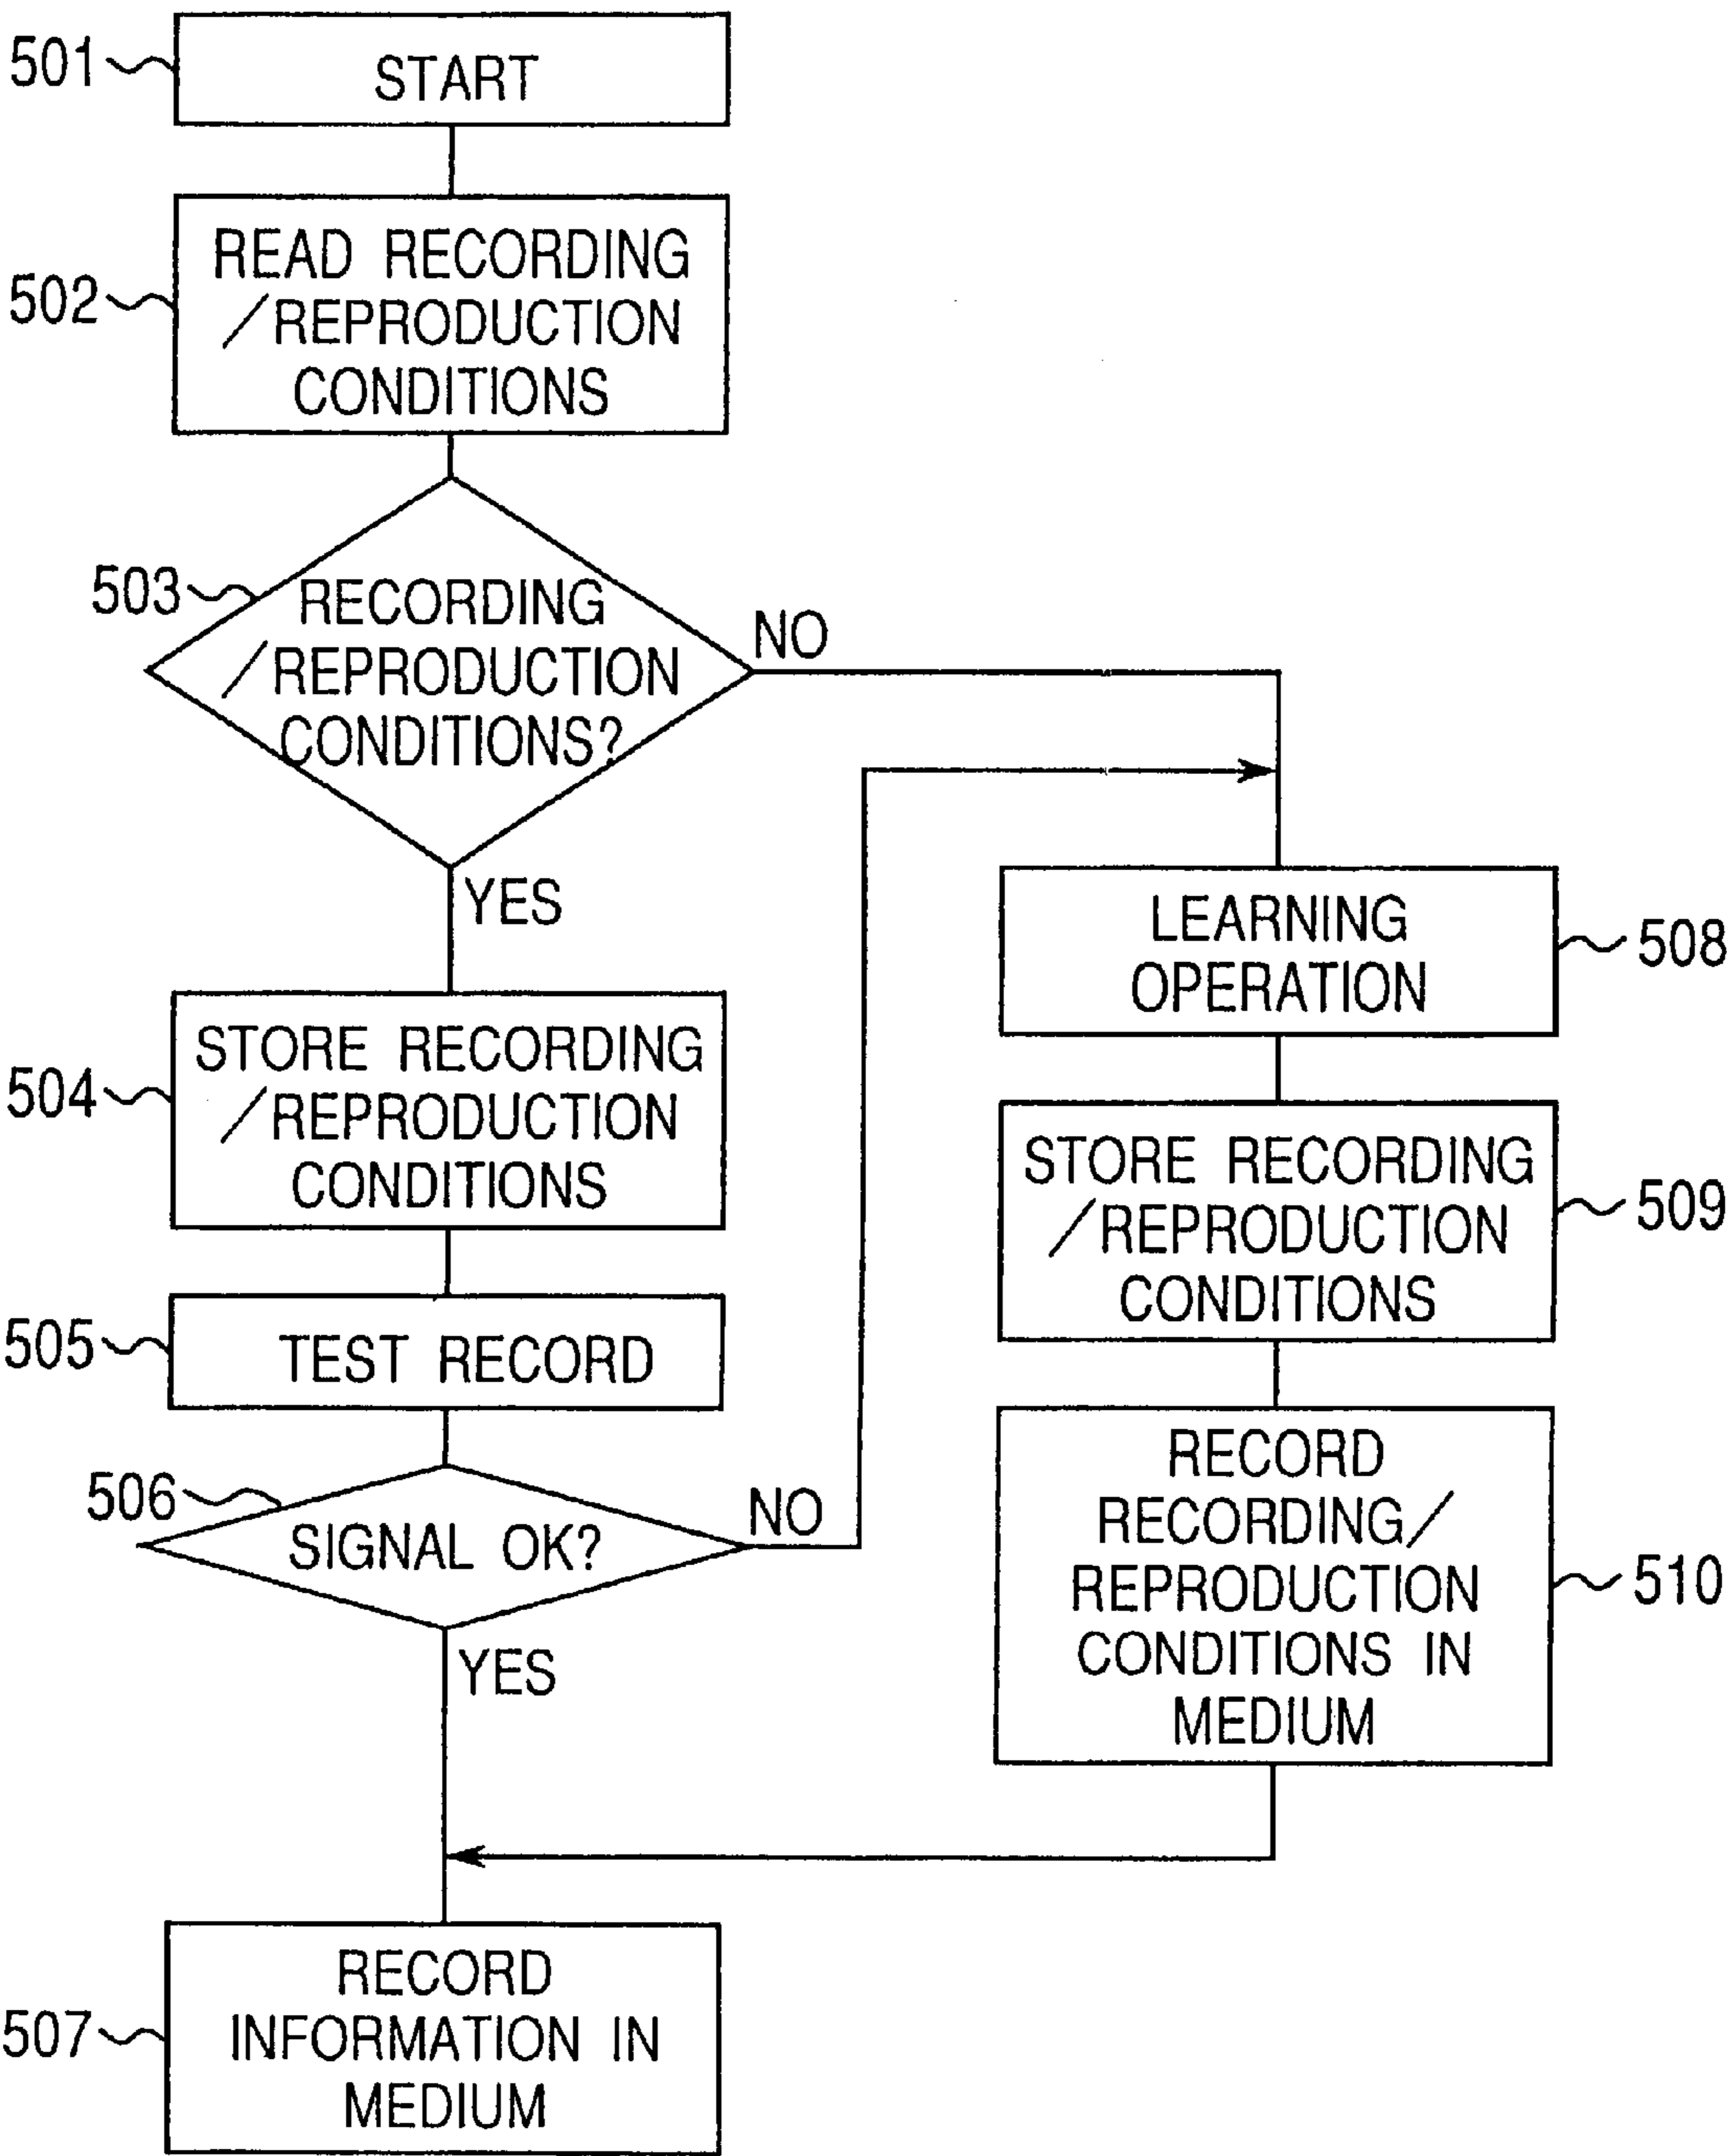 501
START
502
READ RECORDING
/REPRODUCTION
CONDITIONS
503
RECORDING
/REPRODUCTION
CONDITIONS?
NO
YES
504
STORE RECORDING
/REPRODUCTION
CONDITIONS
505
TEST RECORD
506
SIGNAL OK?
NO
YES
LEARNING
OPERATION
508
STORE RECORDING
/REPRODUCTION
CONDITIONS
509
RECORD
RECORDING/
REPRODUCTION
CONDITIONS IN
MEDIUM
510
507
RECORD
INFORMATION IN
MEDIUM